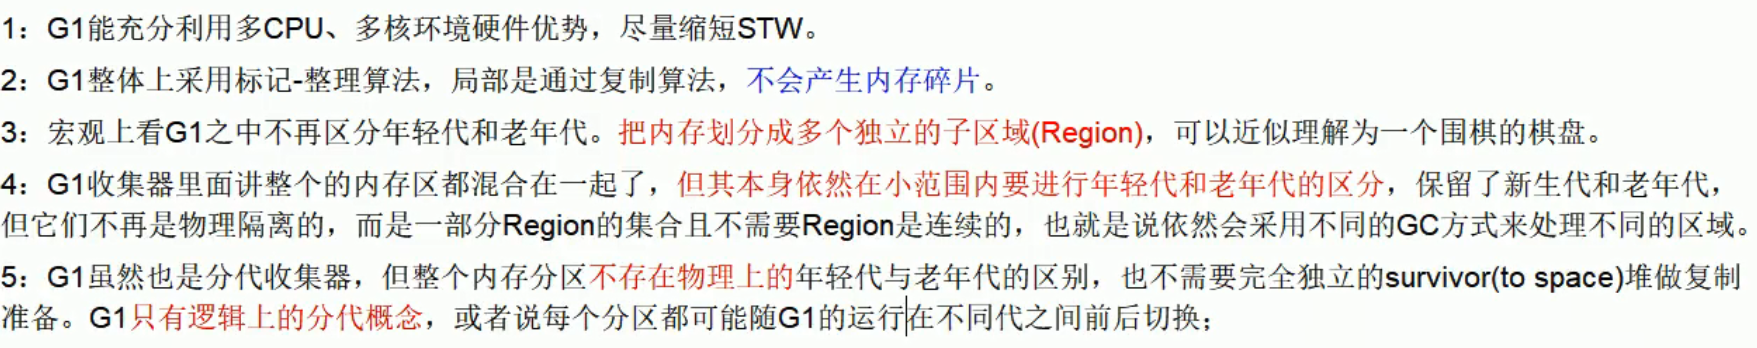 1：G1能充分利用多CPU、多核环境硬件优势，尽量缩短STW。
2：G1整体上采用标记-整理算法，局部是通过复制算法，不会产生内存碎片。
3：宏观上看G1之中不再区分年轻代和老年代。把内存划分成多个独立的子区域(Region)，可以近似理解为一个围棋的棋盘。
4：G1收集器里面讲整个的内存区都混合在一起了，但其本身依然在小范围内要进行年轻代和老年代的区分，保留了新生代和老年代，
但它们不再是物理隔离的，而是一部分Region的集合且不需要Region是连续的，也就是说依然会采用不同的GC方式来处理不同的区域。
5：G1虽然也是分代收集器，但整个内存分区不存在物理上的年轻代与老年代的区别，也不需要完全独立的survivor(to space)堆做复制
准备。G1只有逻辑上的分代概念，或者说每个分区都可能随G1的运行在不同代之间前后切换；